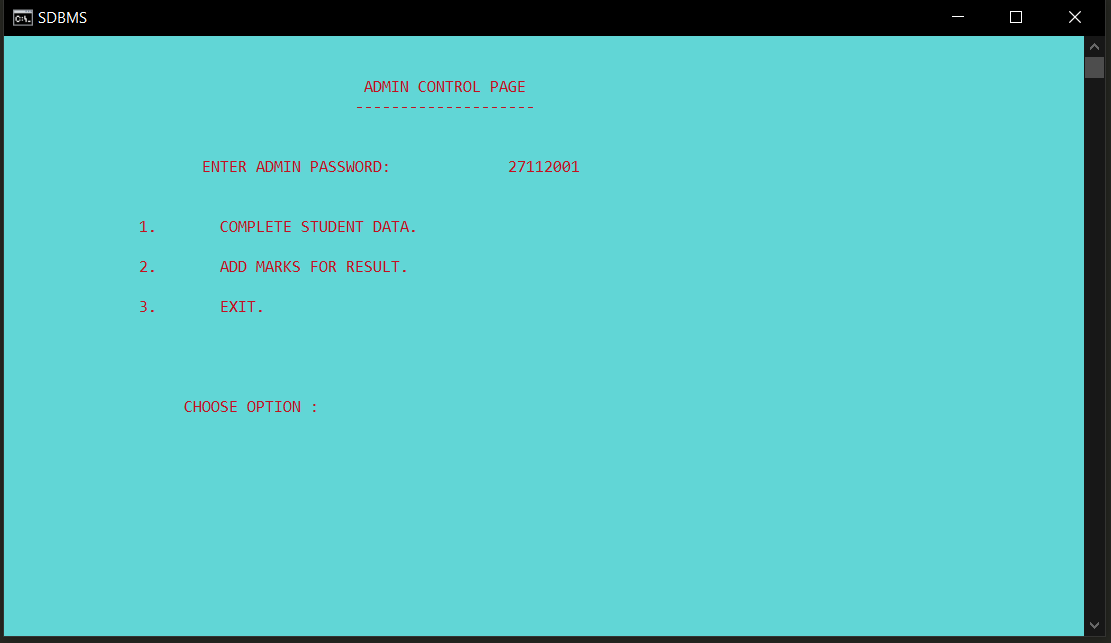 SDBMS
ADMIN CONTROL PAGE
--------------------
ENTER ADMIN PASSWORD: 27112001
1. COMPLETE STUDENT DATA.
2. ADD MARKS FOR RESULT.
3. EXIT.
CHOOSE OPTION :